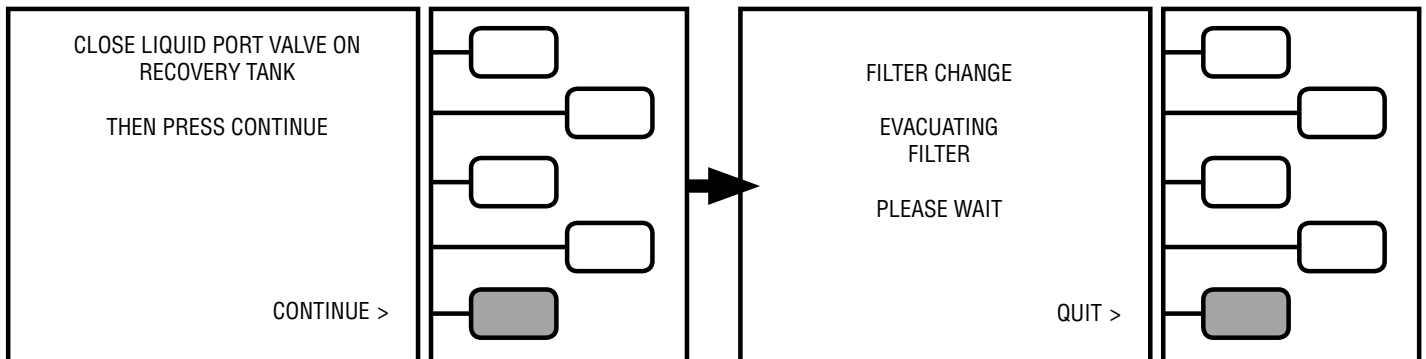 CLOSE LIQUID PORT VALVE ON
RECOVERY TANK
THEN PRESS CONTINUE
CONTINUE >
FILTER CHANGE
EVACUATING
FILTER
PLEASE WAIT
QUIT >